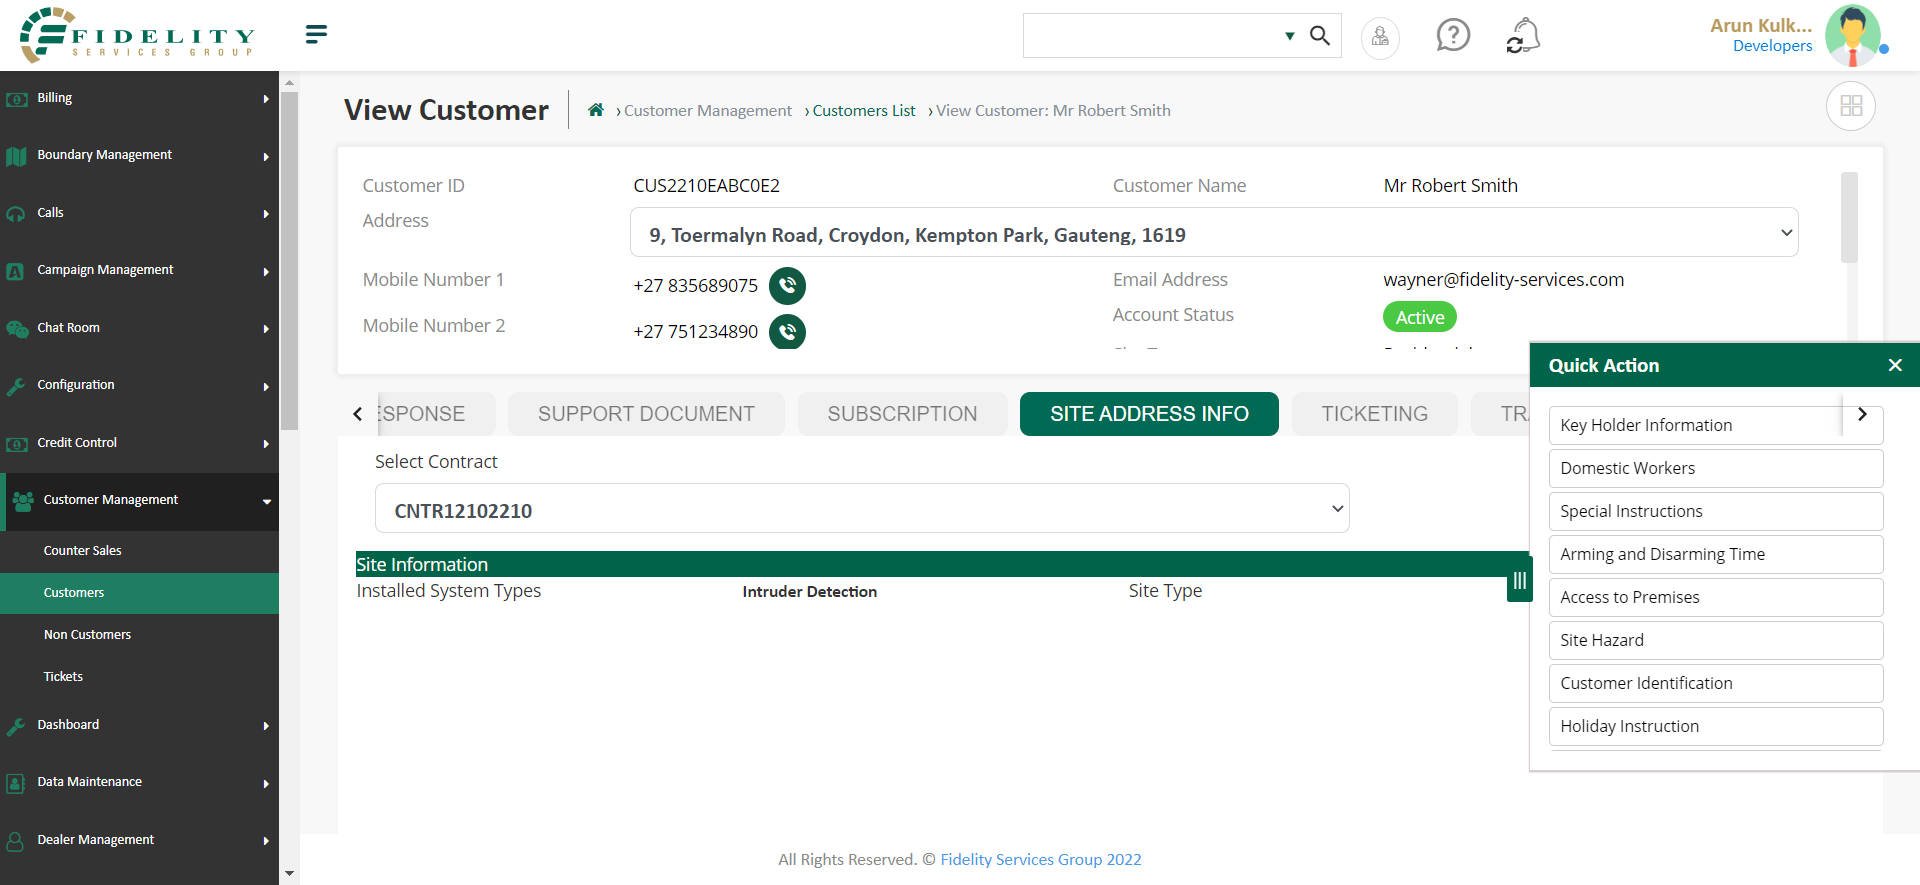 FIDELITY
SERVICES GROUP
Arun Kulk...
Developers
Billing
Boundary Management
Calls
Campaign Management
Chat Room
Configuration
Credit Control
Customer Management
Counter Sales
Customers
Non Customers
Tickets
Dashboard
Data Maintenance
Dealer Management
View Customer
› Customer Management › Customers List › View Customer: Mr Robert Smith
Customer ID CUS2210EABC0E2 Customer Name Mr Robert Smith
Address 9, Toermalyn Road, Croydon, Kempton Park, Gauteng, 1619
Mobile Number 1 +27 835689075 Email Address wayner@fidelity-services.com
Account Status Active
Mobile Number 2 +27 751234890
ESPONSE SUPPORT DOCUMENT SUBSCRIPTION SITE ADDRESS INFO TICKETING TR
Select Contract
CNTR12102210
Site Information
Installed System Types Intruder Detection Site Type
Quick Action
Key Holder Information
Domestic Workers
Special Instructions
Arming and Disarming Time
Access to Premises
Site Hazard
Customer Identification
Holiday Instruction
All Rights Reserved. © Fidelity Services Group 2022